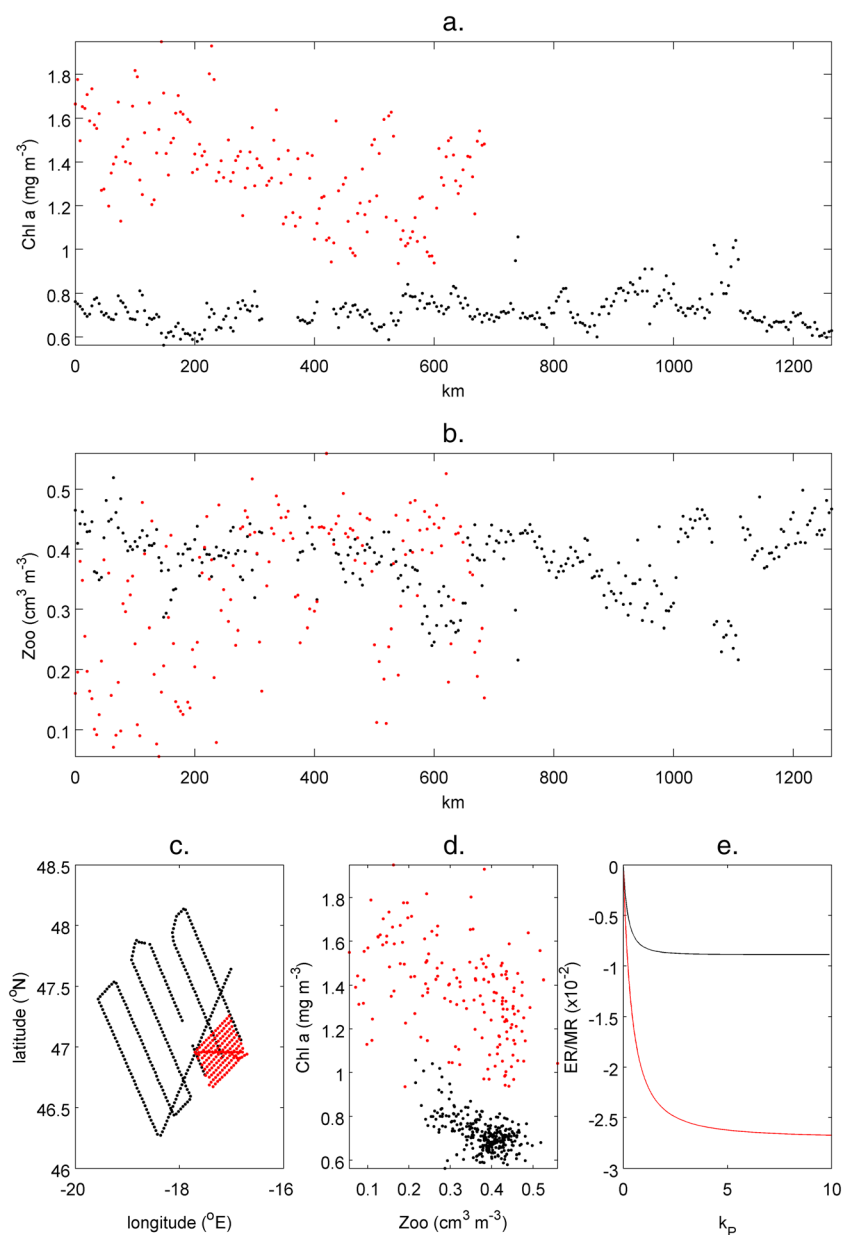 a.
1.8
1.6
1.4
1.2
1
0.8
0.6
Chl a (mg m⁻³)
0 200 400 600 800 1000 1200
km
b.
0.5
0.4
0.3
0.2
0.1
Zoo (cm³ m⁻³)
0 200 400 600 800 1000 1200
km
c.
48.5
48
47.5
47
46.5
46
latitude (°N)
-20 -18 -16
longitude (°E)
d.
1.8
1.6
1.4
1.2
1
0.8
0.6
Chl a (mg m⁻³)
0.1 0.2 0.3 0.4 0.5
Zoo (cm³ m⁻³)
e.
0
-0.5
-1
-1.5
-2
-2.5
-3
ER/MR (x10⁻²)
0 5 10
k_P